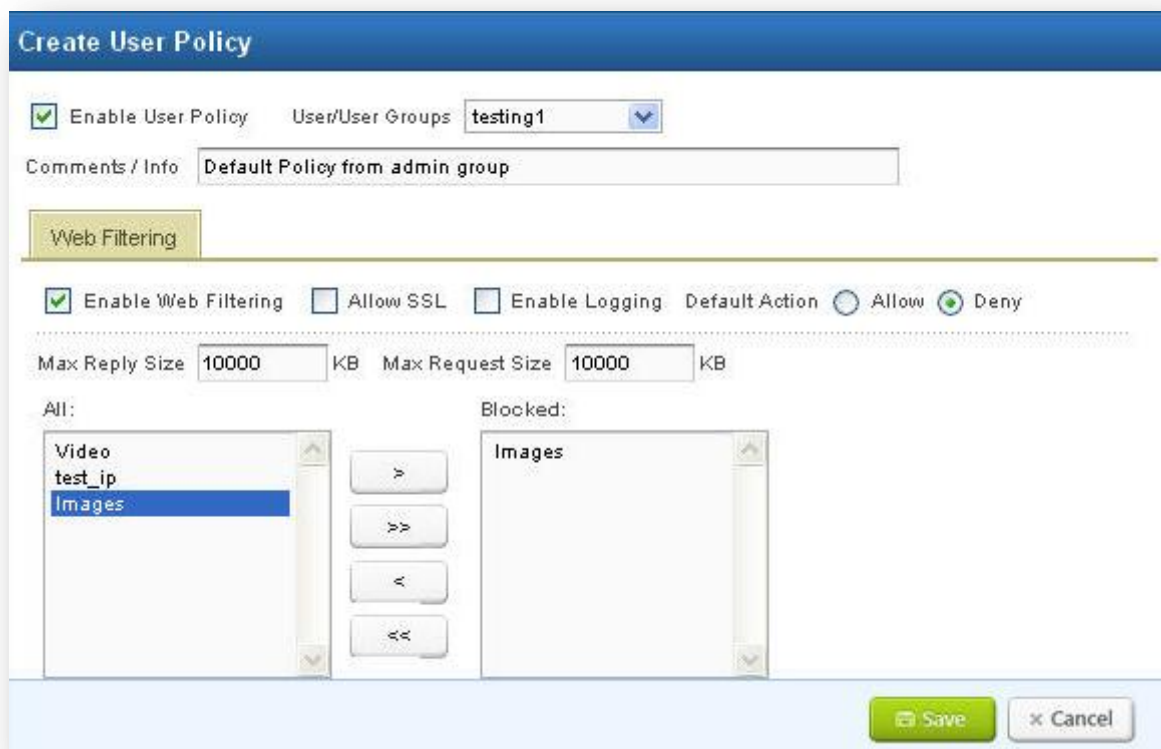 Create User Policy
Enable User Policy User/User Groups testing1
Comments / Info Default Policy from admin group
Web Filtering
Enable Web Filtering Allow SSL Enable Logging Default Action Allow Deny
Max Reply Size 10000 KB Max Request Size 10000 KB
All: Blocked:
Video Images
test_ip
Images
>
>>
<
<<
Save × Cancel